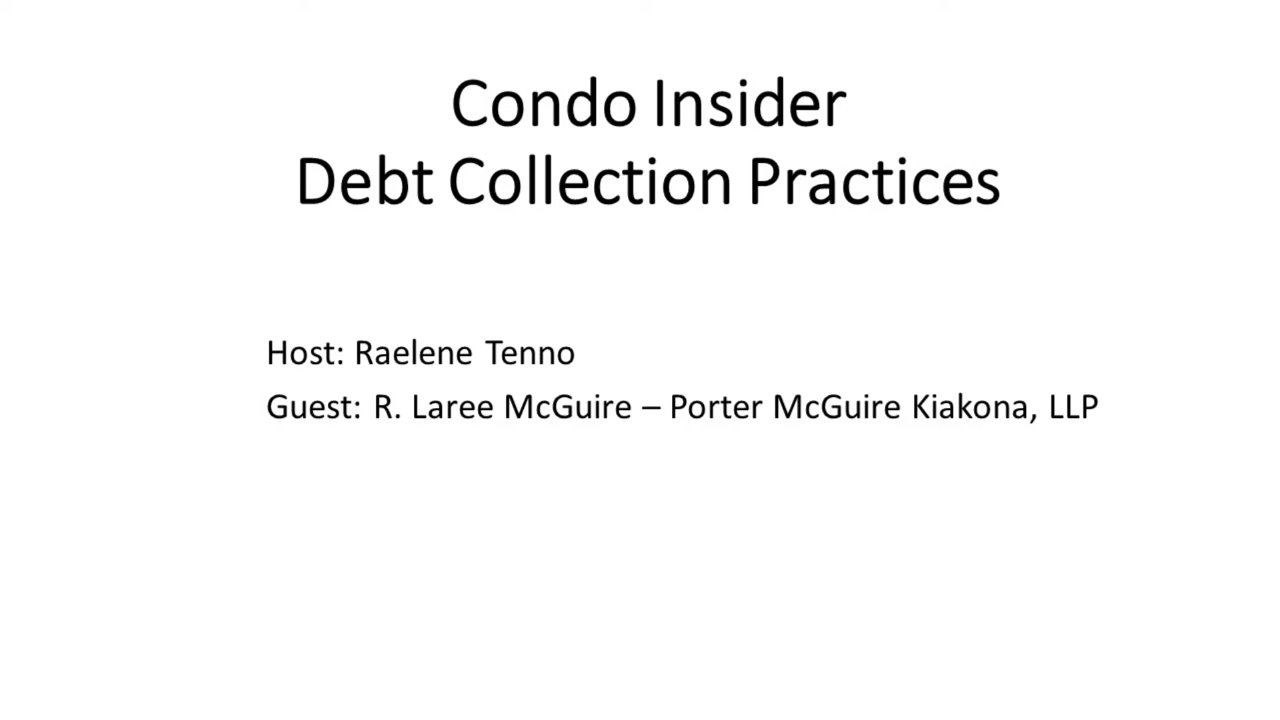 Condo Insider
Debt Collection Practices
Host: Raelene Tenno
Guest: R. Laree McGuire – Porter McGuire Kiakona, LLP